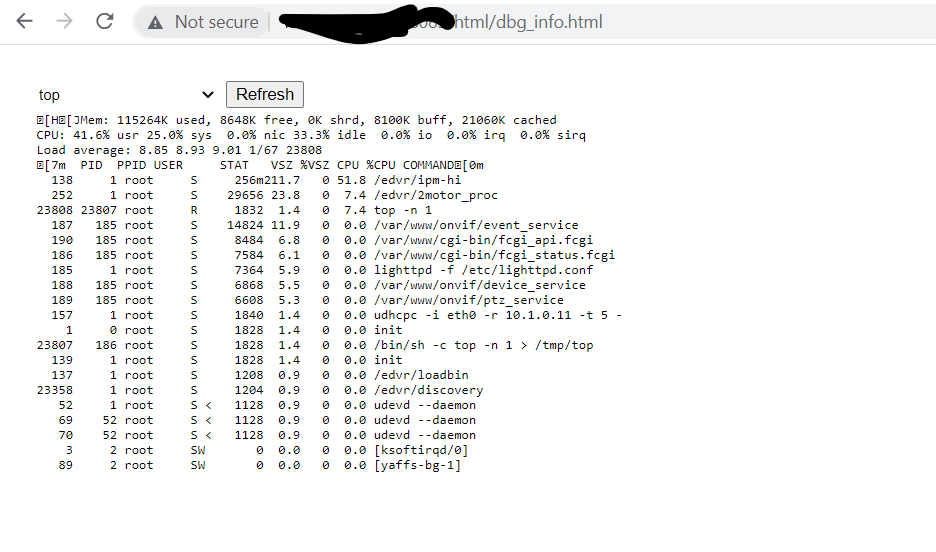 Not secure html/dbg_info.html
top Refresh
[H[JMem: 115264K used, 8648K free, 0K shrd, 8100K buff, 21060K cached
CPU: 41.6% usr 25.0% sys  0.0% nic 33.3% idle  0.0% io  0.0% irq  0.0% sirq
Load average: 8.85 8.93 9.01 1/67 23808
[7m  PID  PPID USER     STAT   VSZ %VSZ CPU %CPU COMMAND[0m
  138     1 root     S     256m211.7   0 51.8 /edvr/ipm-hi
  252     1 root     S    29656 23.8   0  7.4 /edvr/2motor_proc
23808 23807 root     R     1832  1.4   0  7.4 top -n 1
  187   185 root     S    14824 11.9   0  0.0 /var/www/onvif/event_service
  190   185 root     S     8484  6.8   0  0.0 /var/www/cgi-bin/fcgi_api.fcgi
  186   185 root     S     7584  6.1   0  0.0 /var/www/cgi-bin/fcgi_status.fcgi
  185     1 root     S     7364  5.9   0  0.0 lighttpd -f /etc/lighttpd.conf
  188   185 root     S     6868  5.5   0  0.0 /var/www/onvif/device_service
  189   185 root     S     6608  5.3   0  0.0 /var/www/onvif/ptz_service
  157     1 root     S     1840  1.4   0  0.0 udhcpc -i eth0 -r 10.1.0.11 -t 5 -
    1     0 root     S     1828  1.4   0  0.0 init
23807   186 root     S     1828  1.4   0  0.0 /bin/sh -c top -n 1 > /tmp/top
  139     1 root     S     1828  1.4   0  0.0 init
  137     1 root     S     1208  0.9   0  0.0 /edvr/loadbin
23358     1 root     S     1204  0.9   0  0.0 /edvr/discovery
   52     1 root     S <   1128  0.9   0  0.0 udevd --daemon
   69    52 root     S <   1128  0.9   0  0.0 udevd --daemon
   70    52 root     S <   1128  0.9   0  0.0 udevd --daemon
    3     2 root     SW       0  0.0   0  0.0 [ksoftirqd/0]
   89     2 root     SW       0  0.0   0  0.0 [yaffs-bg-1]